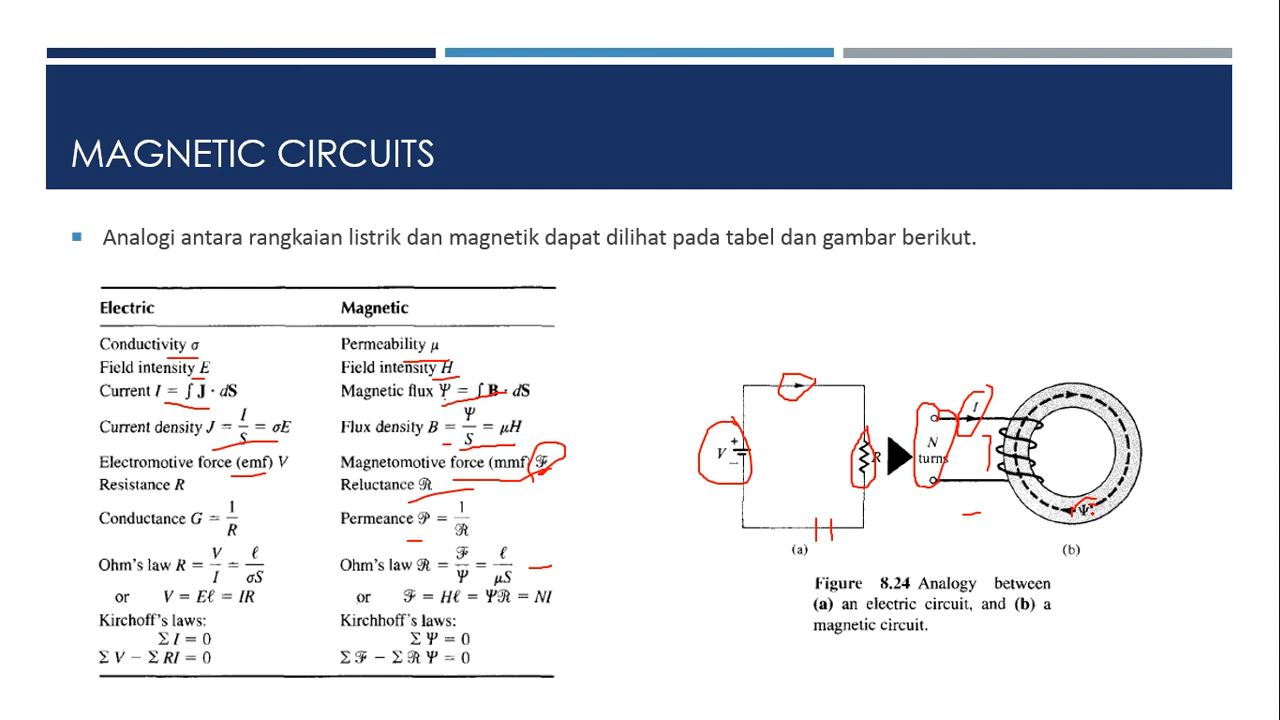 MAGNETIC CIRCUITS
Analogi antara rangkaian listrik dan magnetik dapat dilihat pada tabel dan gambar berikut.
Electric Magnetic
Conductivity σ Permeability μ
Field intensity E Field intensity H
Current I = ∫ J · dS Magnetic flux Ψ = ∫ B · dS
Current density J = I/S = σE Flux density B = Ψ/S = μH
Electromotive force (emf) V Magnetomotive force (mmf) ℱ
Resistance R Reluctance ℛ
Conductance G = 1/R Permeance 𝒫 = 1/ℛ
Ohm's law R = V/I = ℓ/σS Ohm's law ℛ = ℱ/Ψ = ℓ/μS
or V = Eℓ = IR or ℱ = Hℓ = Ψℛ = NI
Kirchoff's laws: Kirchhoff's laws:
Σ I = 0 Σ Ψ = 0
Σ V − Σ RI = 0 Σ ℱ − Σ ℛ Ψ = 0
V + − R
I
N
turns
Ψ
(a) (b)
Figure 8.24 Analogy between
(a) an electric circuit, and (b) a
magnetic circuit.